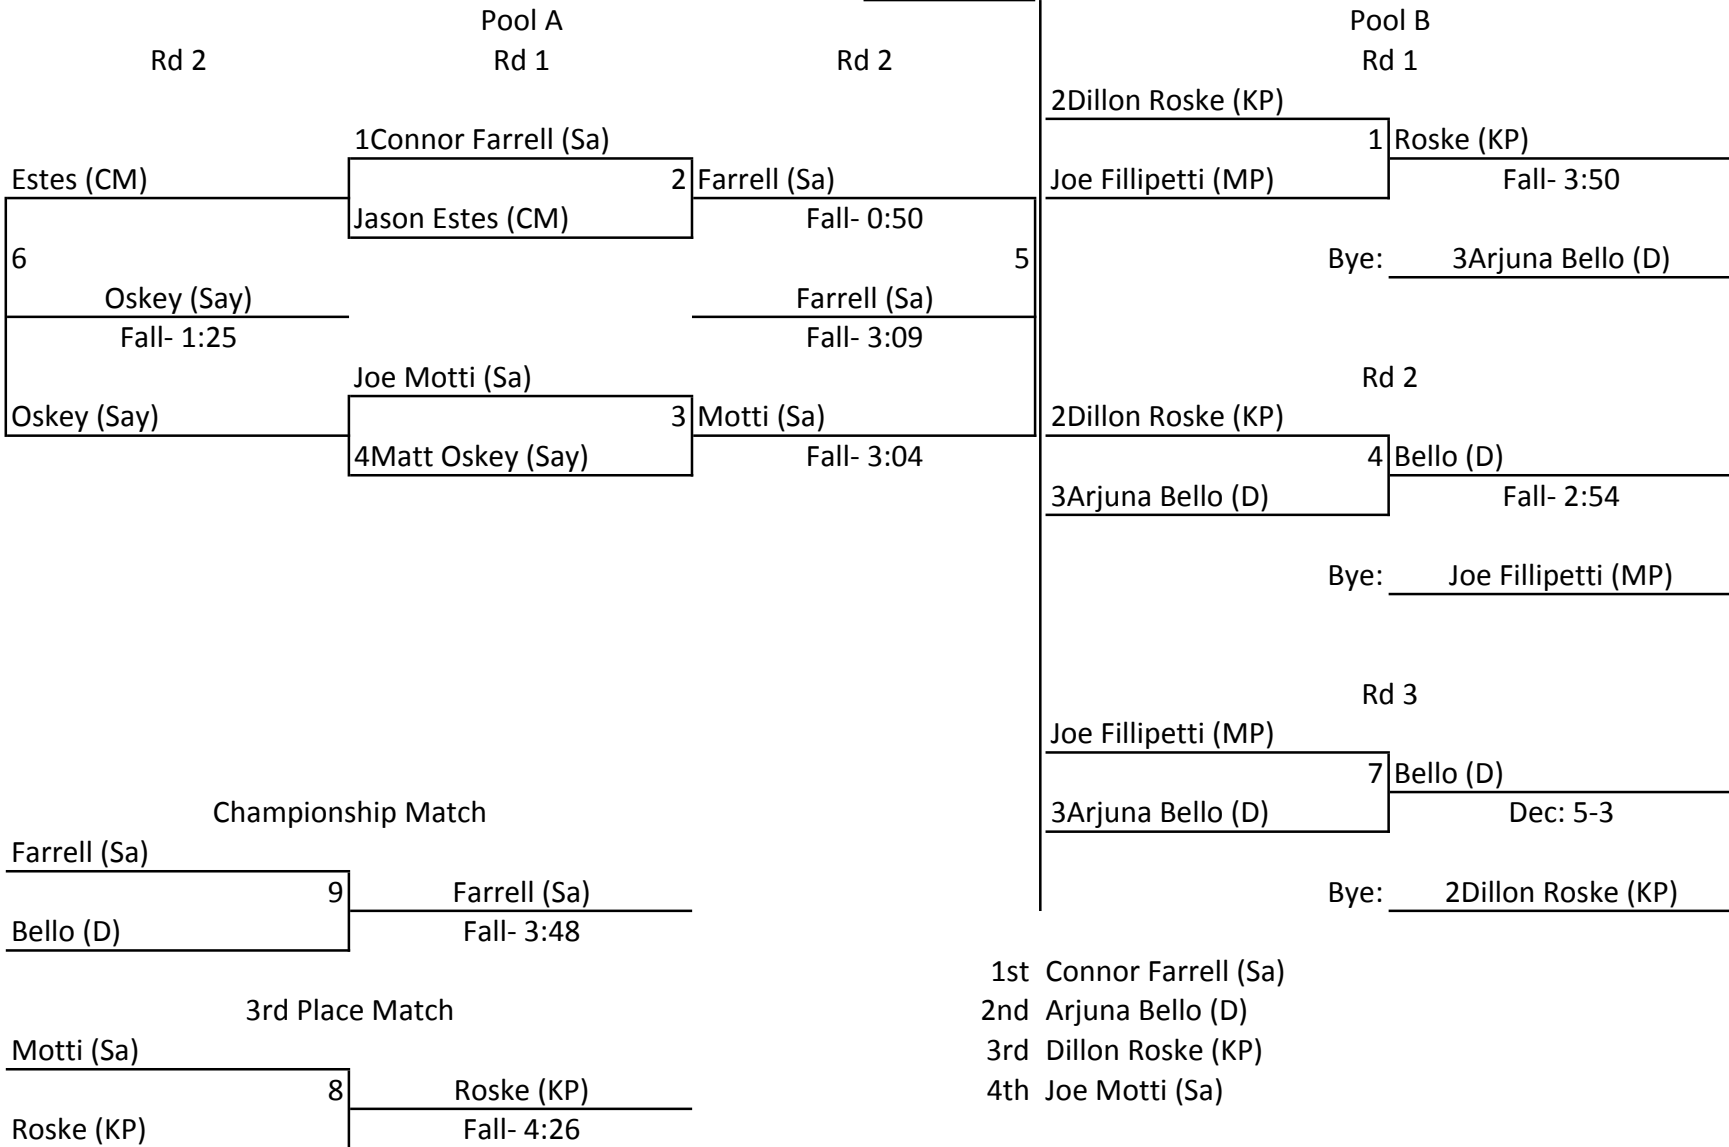 Pool A
Rd 2 Rd 1 Rd 2
1Connor Farrell (Sa)
Estes (CM) 2 Farrell (Sa)
Jason Estes (CM) Fall- 0:50
6 5
Oskey (Say) Farrell (Sa)
Fall- 1:25 Fall- 3:09
Joe Motti (Sa)
Oskey (Say) 3 Motti (Sa)
4Matt Oskey (Say) Fall- 3:04
Pool B
Rd 1
2Dillon Roske (KP)
1 Roske (KP)
Joe Fillipetti (MP) Fall- 3:50
Bye: 3Arjuna Bello (D)
Rd 2
2Dillon Roske (KP)
4 Bello (D)
3Arjuna Bello (D) Fall- 2:54
Bye: Joe Fillipetti (MP)
Rd 3
Joe Fillipetti (MP)
7 Bello (D)
3Arjuna Bello (D) Dec: 5-3
Bye: 2Dillon Roske (KP)
Championship Match
Farrell (Sa)
9 Farrell (Sa)
Bello (D) Fall- 3:48
3rd Place Match
Motti (Sa)
8 Roske (KP)
Roske (KP) Fall- 4:26
1st Connor Farrell (Sa)
2nd Arjuna Bello (D)
3rd Dillon Roske (KP)
4th Joe Motti (Sa)